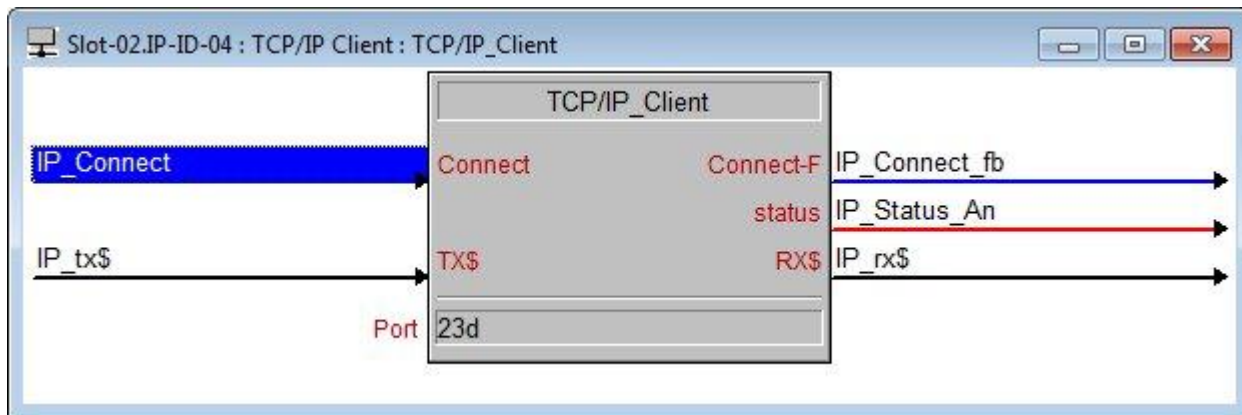 Slot-02.IP-ID-04 : TCP/IP Client : TCP/IP_Client
TCP/IP_Client
IP_Connect Connect Connect-F IP_Connect_fb
status IP_Status_An
IP_tx$ TX$ RX$ IP_rx$
Port 23d